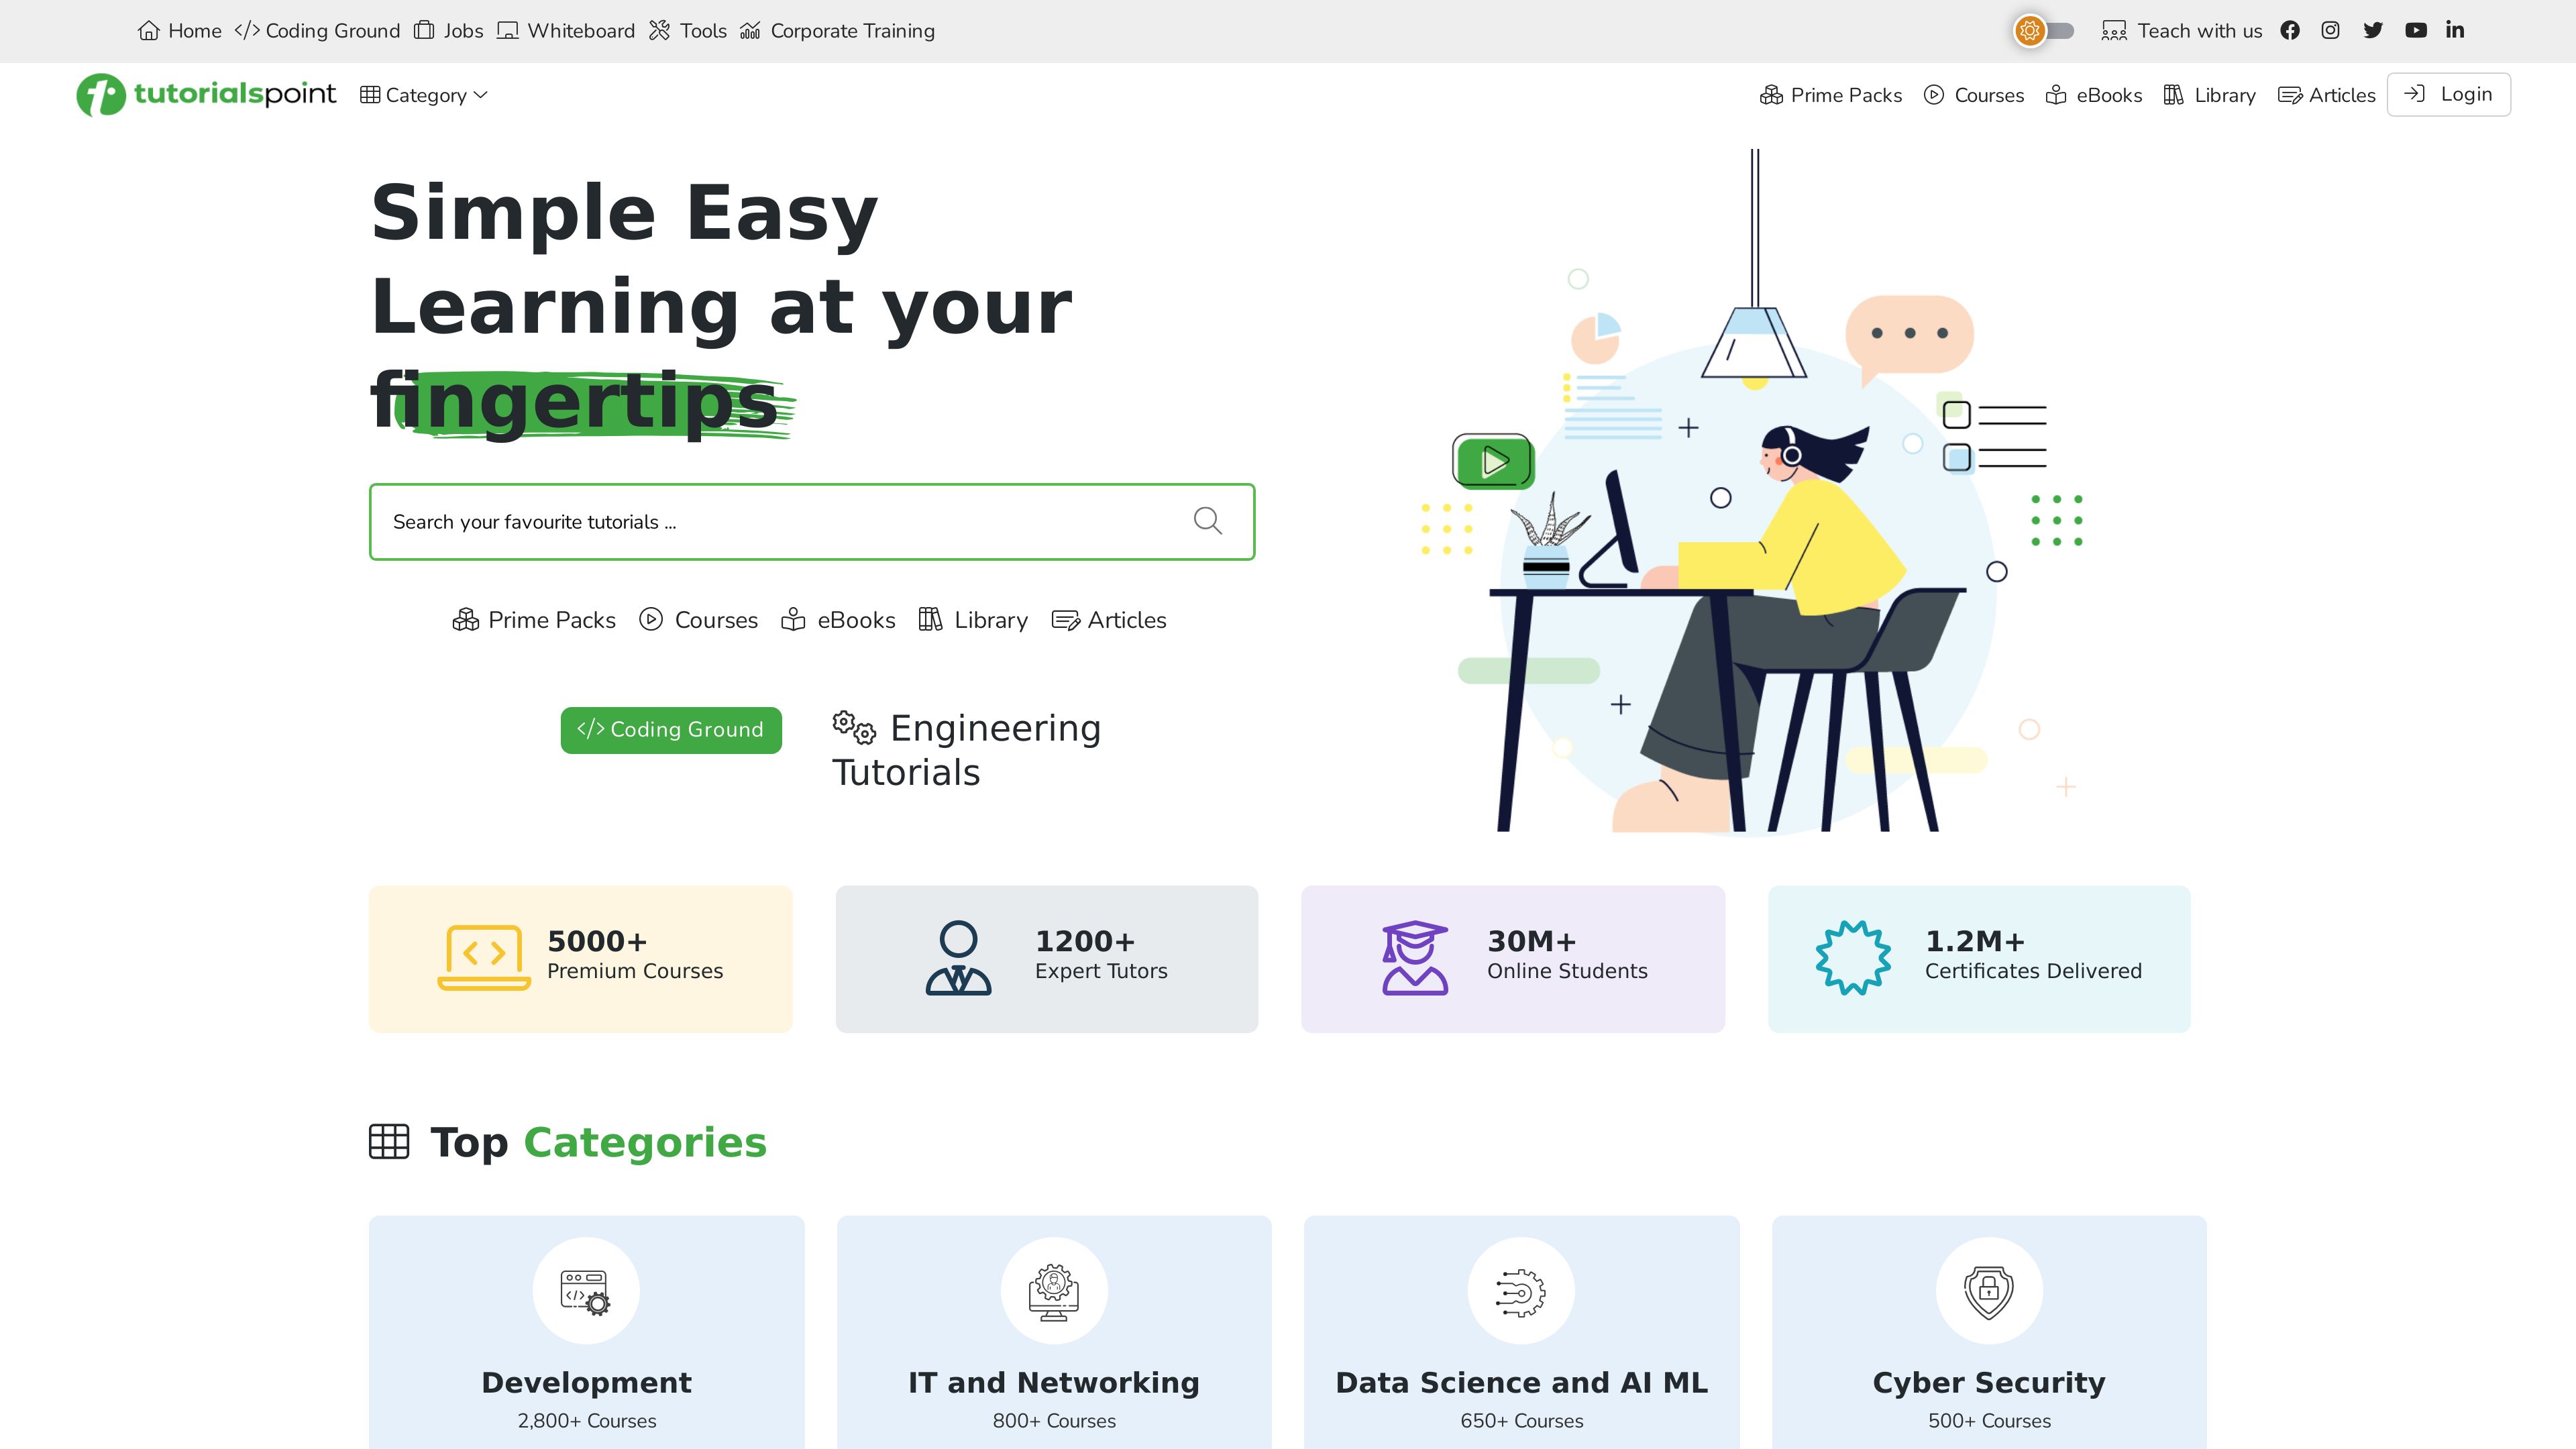 Home </> Coding Ground Jobs Whiteboard Tools Corporate Training Teach with us
tutorialspoint Category Prime Packs Courses eBooks Library Articles Login
Simple Easy
Learning at your
fingertips
Search your favourite tutorials ...
Prime Packs Courses eBooks Library Articles
</> Coding Ground
Engineering
Tutorials
5000+
Premium Courses
1200+
Expert Tutors
30M+
Online Students
1.2M+
Certificates Delivered
Top Categories
Development
2,800+ Courses
IT and Networking
800+ Courses
Data Science and AI ML
650+ Courses
Cyber Security
500+ Courses